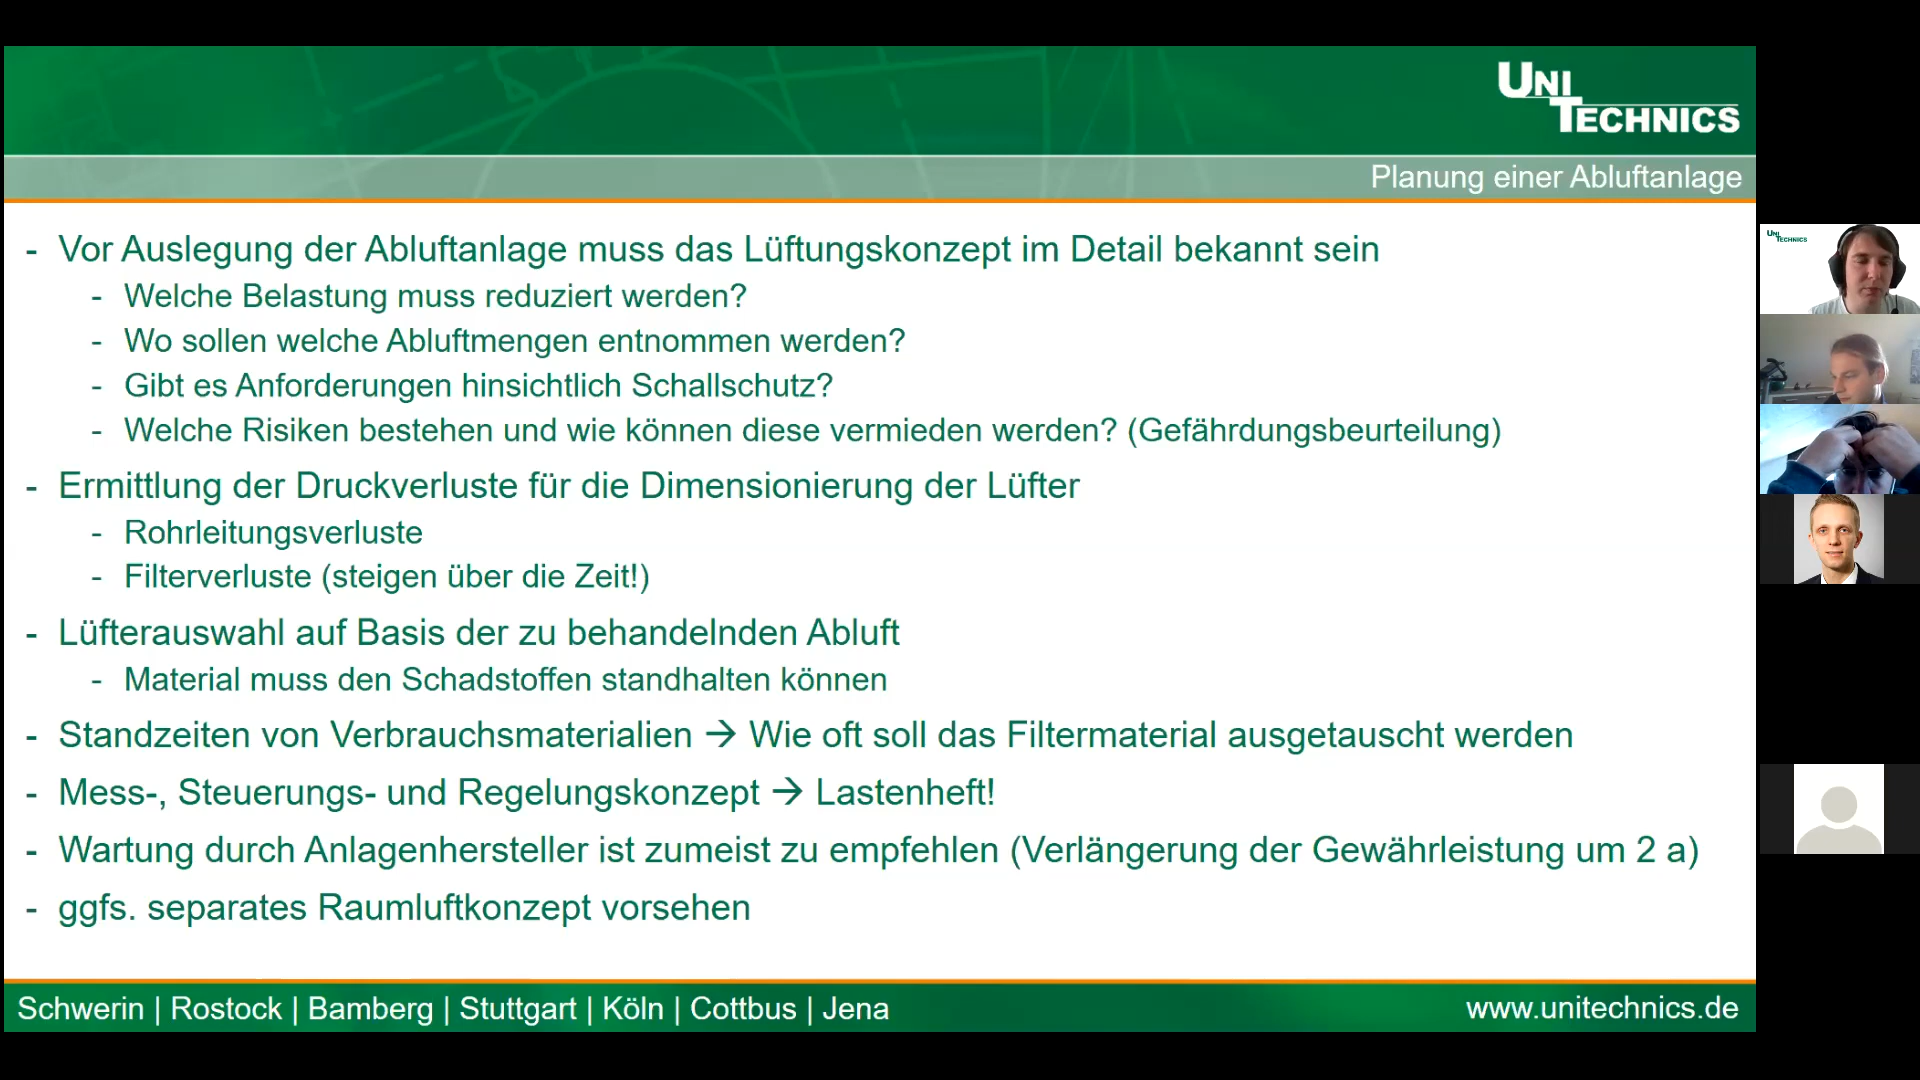 UNI
TECHNICS
Planung einer Abluftanlage
- Vor Auslegung der Abluftanlage muss das Lüftungskonzept im Detail bekannt sein
- Welche Belastung muss reduziert werden?
- Wo sollen welche Abluftmengen entnommen werden?
- Gibt es Anforderungen hinsichtlich Schallschutz?
- Welche Risiken bestehen und wie können diese vermieden werden? (Gefährdungsbeurteilung)
- Ermittlung der Druckverluste für die Dimensionierung der Lüfter
- Rohrleitungsverluste
- Filterverluste (steigen über die Zeit!)
- Lüfterauswahl auf Basis der zu behandelnden Abluft
- Material muss den Schadstoffen standhalten können
- Standzeiten von Verbrauchsmaterialien → Wie oft soll das Filtermaterial ausgetauscht werden
- Mess-, Steuerungs- und Regelungskonzept → Lastenheft!
- Wartung durch Anlagenhersteller ist zumeist zu empfehlen (Verlängerung der Gewährleistung um 2 a)
- ggfs. separates Raumluftkonzept vorsehen
Schwerin | Rostock | Bamberg | Stuttgart | Köln | Cottbus | Jena
www.unitechnics.de
UNI
TECHNICS